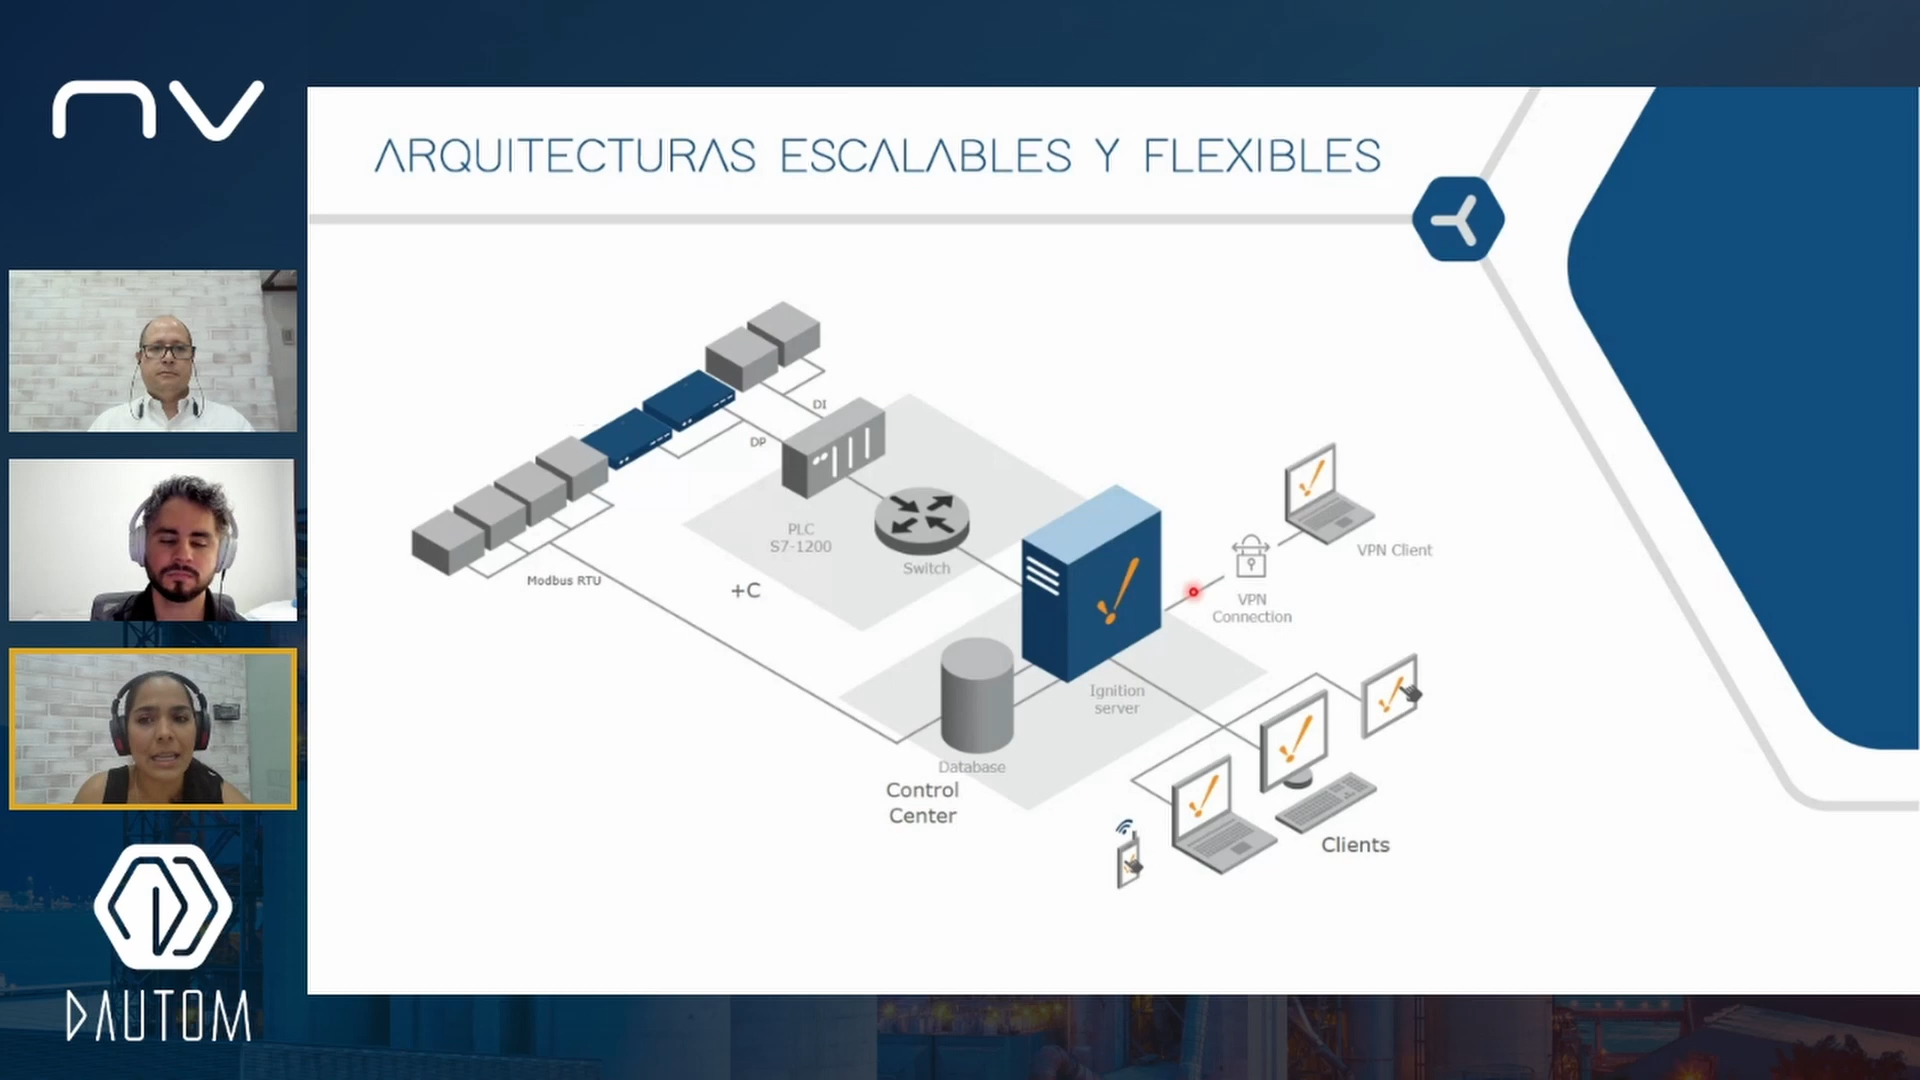 NV
ARQUITECTURAS ESCALABLES Y FLEXIBLES
DI
DP
PLC
S7-1200
Switch
Modbus RTU
+C
VPN Client
VPN
Connection
Ignition
server
Database
Control
Center
Clients
DAUTOM